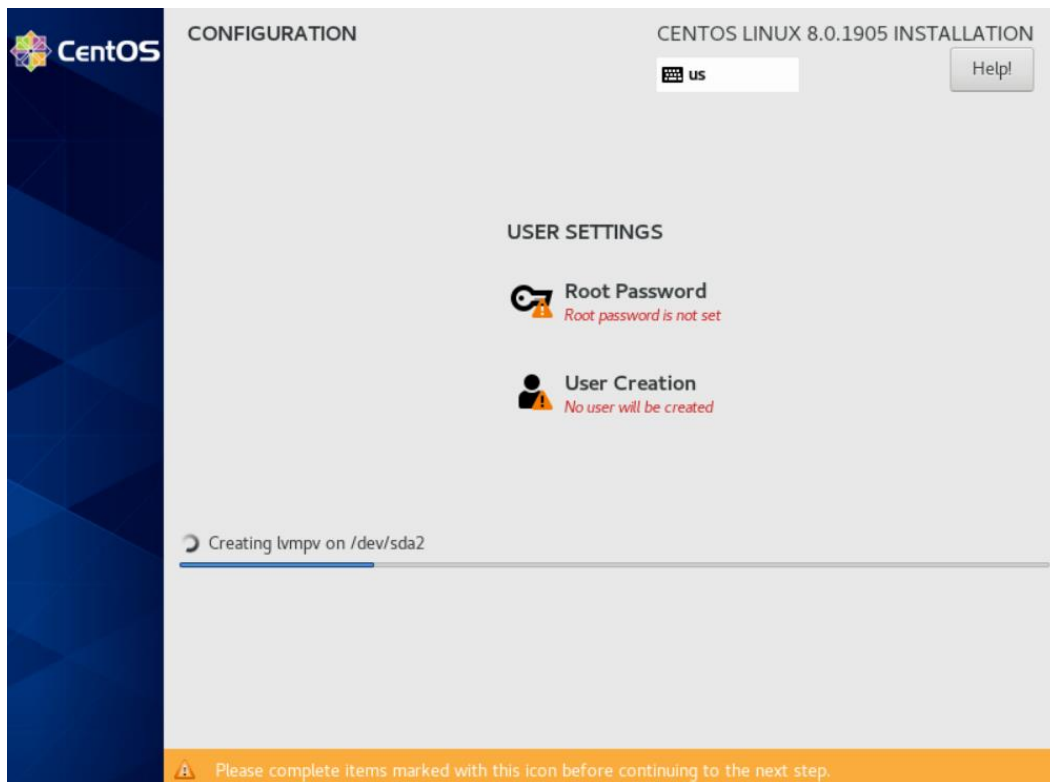 CentOS
CONFIGURATION
CENTOS LINUX 8.0.1905 INSTALLATION
us
Help!
USER SETTINGS
Root Password
Root password is not set
User Creation
No user will be created
Creating lvmpv on /dev/sda2
Please complete items marked with this icon before continuing to the next step.